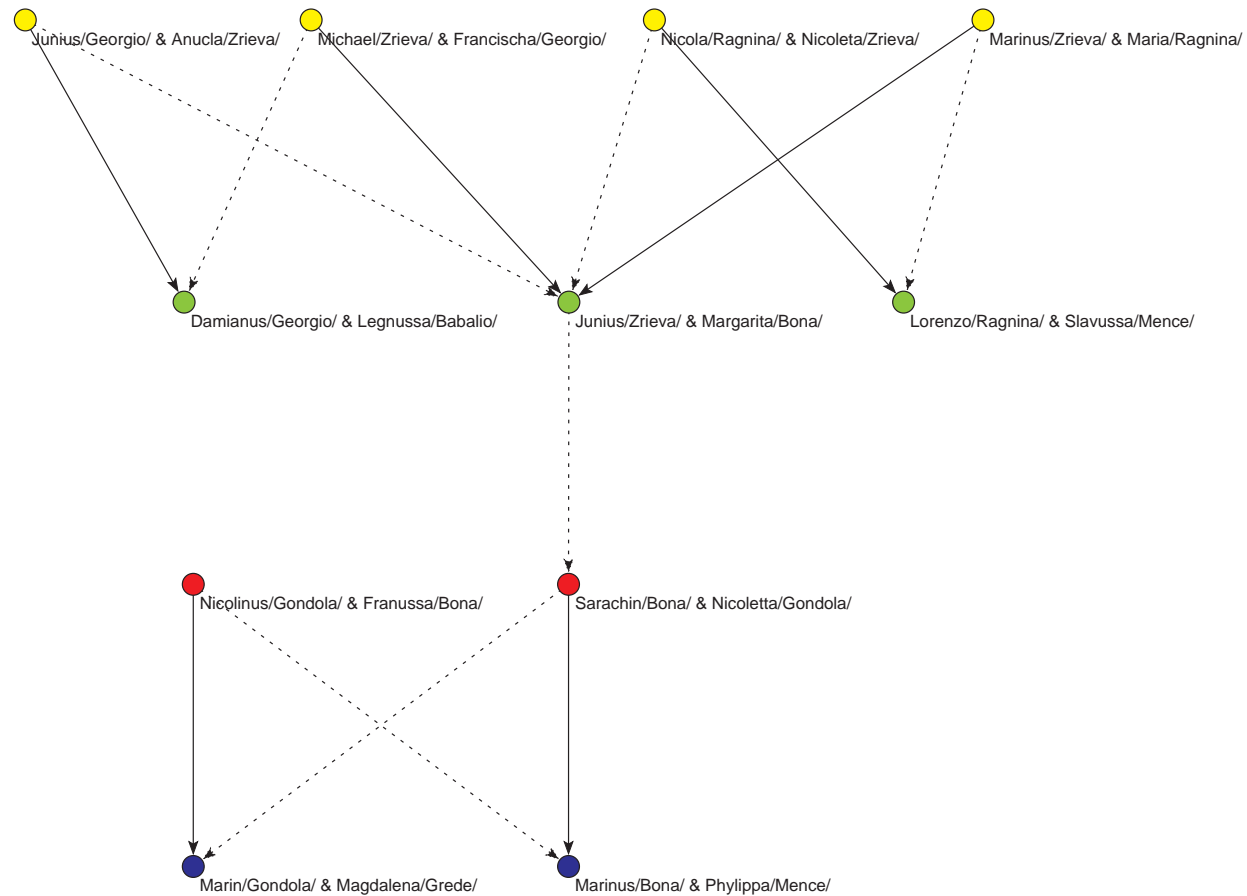 Junius/Georgio/ & Anucla/Zrieva/
Michael/Zrieva/ & Francischa/Georgio/
Nicola/Ragnina/ & Nicoleta/Zrieva/
Marinus/Zrieva/ & Maria/Ragnina/
Damianus/Georgio/ & Legnussa/Babalio/
Junius/Zrieva/ & Margarita/Bona/
Lorenzo/Ragnina/ & Slavussa/Mence/
Nicolinus/Gondola/ & Franussa/Bona/
Sarachin/Bona/ & Nicoletta/Gondola/
Marin/Gondola/ & Magdalena/Grede/
Marinus/Bona/ & Phylippa/Mence/